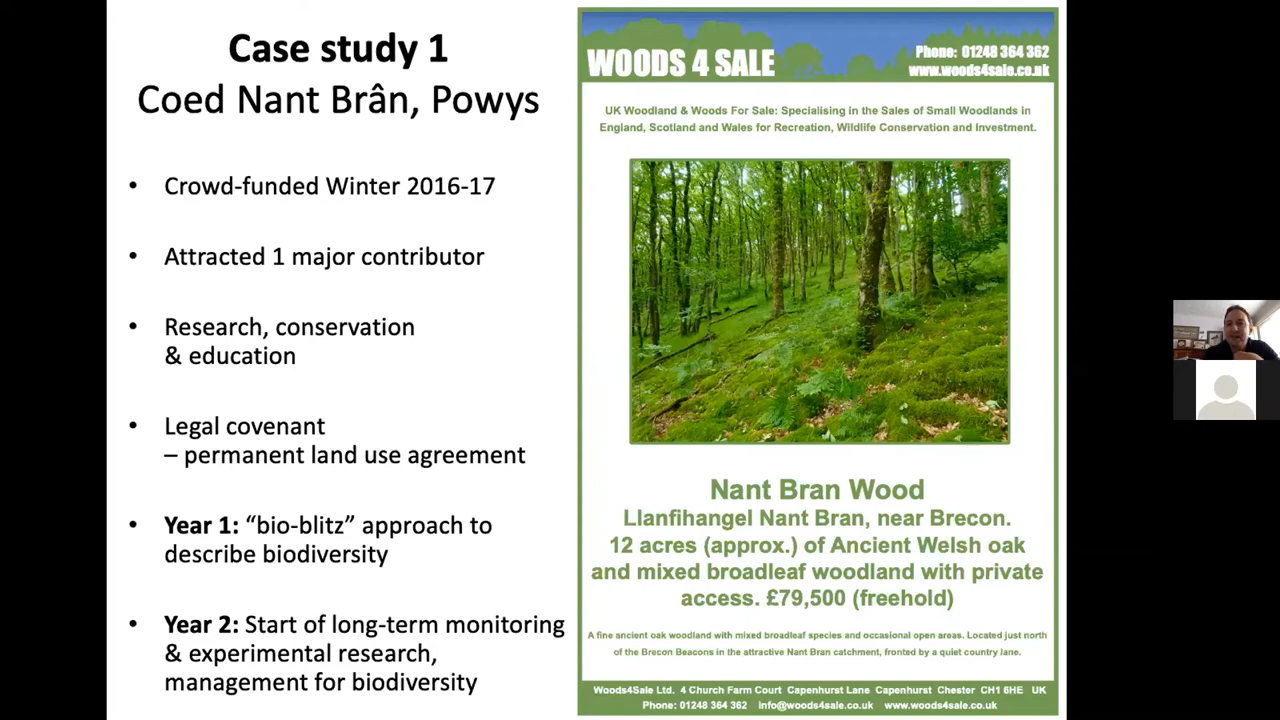 Case study 1
Coed Nant Brân, Powys
• Crowd-funded Winter 2016-17
• Attracted 1 major contributor
• Research, conservation
& education
• Legal covenant
– permanent land use agreement
• Year 1: “bio-blitz” approach to
describe biodiversity
• Year 2: Start of long-term monitoring
& experimental research,
management for biodiversity
WOODS 4 SALE
Phone: 01248 364 362
www.woods4sale.co.uk
UK Woodland & Woods For Sale: Specialising in the Sales of Small Woodlands in
England, Scotland and Wales for Recreation, Wildlife Conservation and Investment.
Nant Bran Wood
Llanfihangel Nant Bran, near Brecon.
12 acres (approx.) of Ancient Welsh oak
and mixed broadleaf woodland with private
access. £79,500 (freehold)
A fine ancient oak woodland with mixed broadleaf species and occasional open areas. Located just north
of the Brecon Beacons in the attractive Nant Bran catchment, fronted by a quiet country lane.
Woods4Sale Ltd. 4 Church Farm Court Capenhurst Lane Capenhurst Chester CH1 6HE UK
Phone: 01248 364 362 info@woods4sale.co.uk www.woods4sale.co.uk